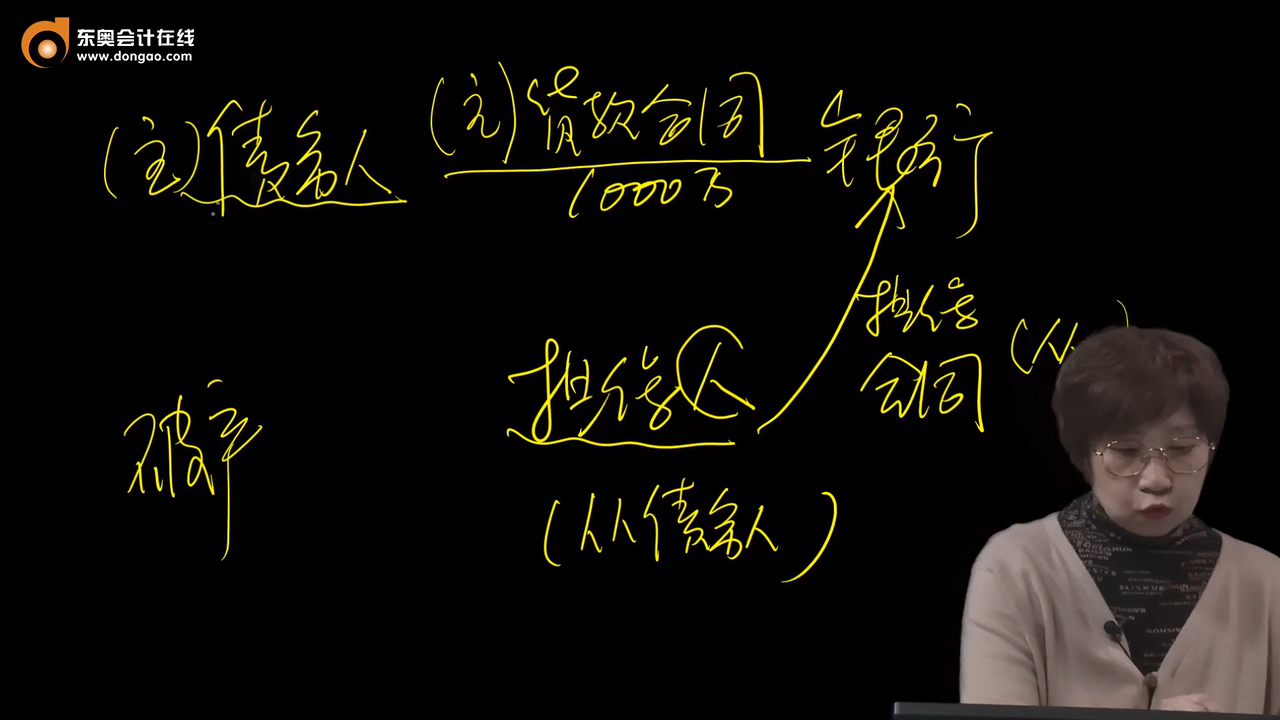 东奥会计在线
www.dongao.com
(主)债务人 (主)贷款合同 银行
1000万
担保合同 (从)
担保人
破产
(从债务人)